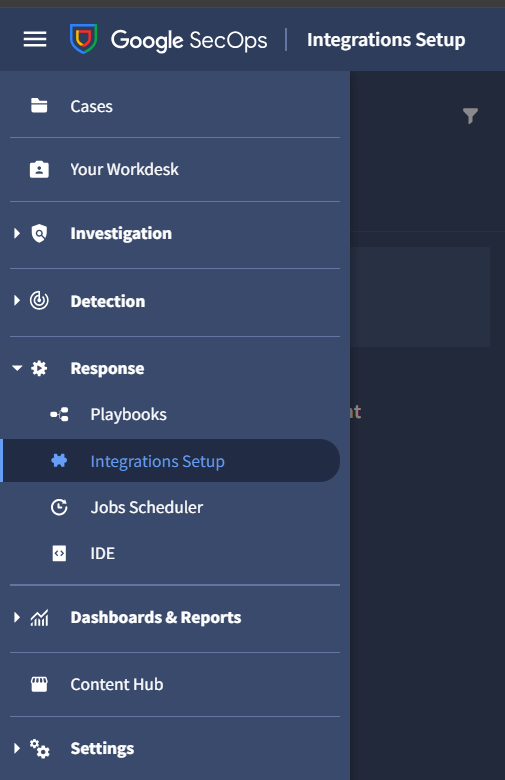 Google SecOps
Integrations Setup
Cases
Your Workdesk
Investigation
Detection
Response
Playbooks
Integrations Setup
Jobs Scheduler
IDE
Dashboards & Reports
Content Hub
Settings